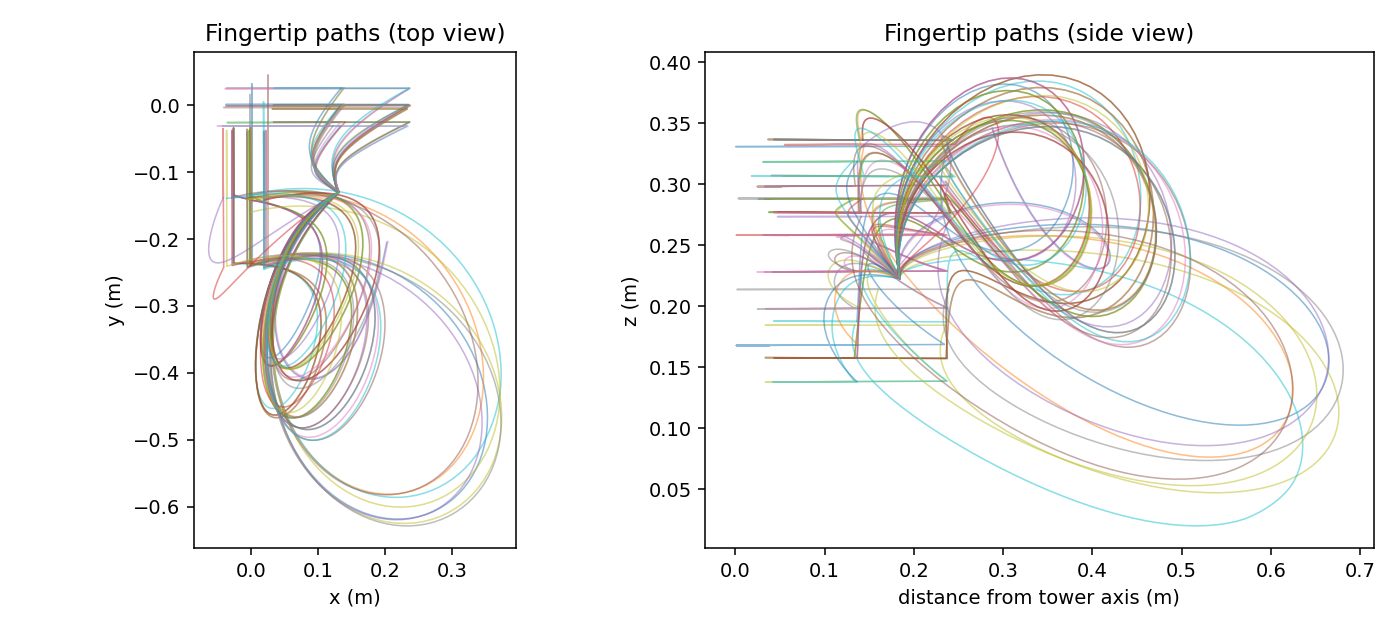 Fingertip paths (top view)
0.0
−0.1
−0.2
−0.3
−0.4
−0.5
−0.6
y (m)
0.0 0.1 0.2 0.3
x (m)
Fingertip paths (side view)
0.40
0.35
0.30
0.25
0.20
0.15
0.10
0.05
z (m)
0.0 0.1 0.2 0.3 0.4 0.5 0.6 0.7
distance from tower axis (m)